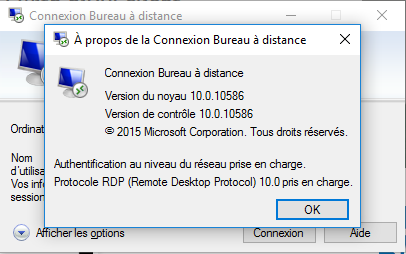 Connexion Bureau à distance
À propos de la Connexion Bureau à distance
Connexion Bureau à distance
Version du noyau 10.0.10586
Version de contrôle 10.0.10586
© 2015 Microsoft Corporation. Tous droits réservés.
Authentification au niveau du réseau prise en charge.
Protocole RDP (Remote Desktop Protocol) 10.0 pris en charge.
OK
Ordinat
Nom
d'utilisa
Vos info
session
Afficher les options
Connexion
Aide